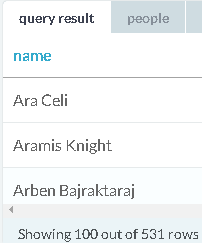 query result people
name
Ara Celi
Aramis Knight
Arben Bajraktaraj
Showing 100 out of 531 rows